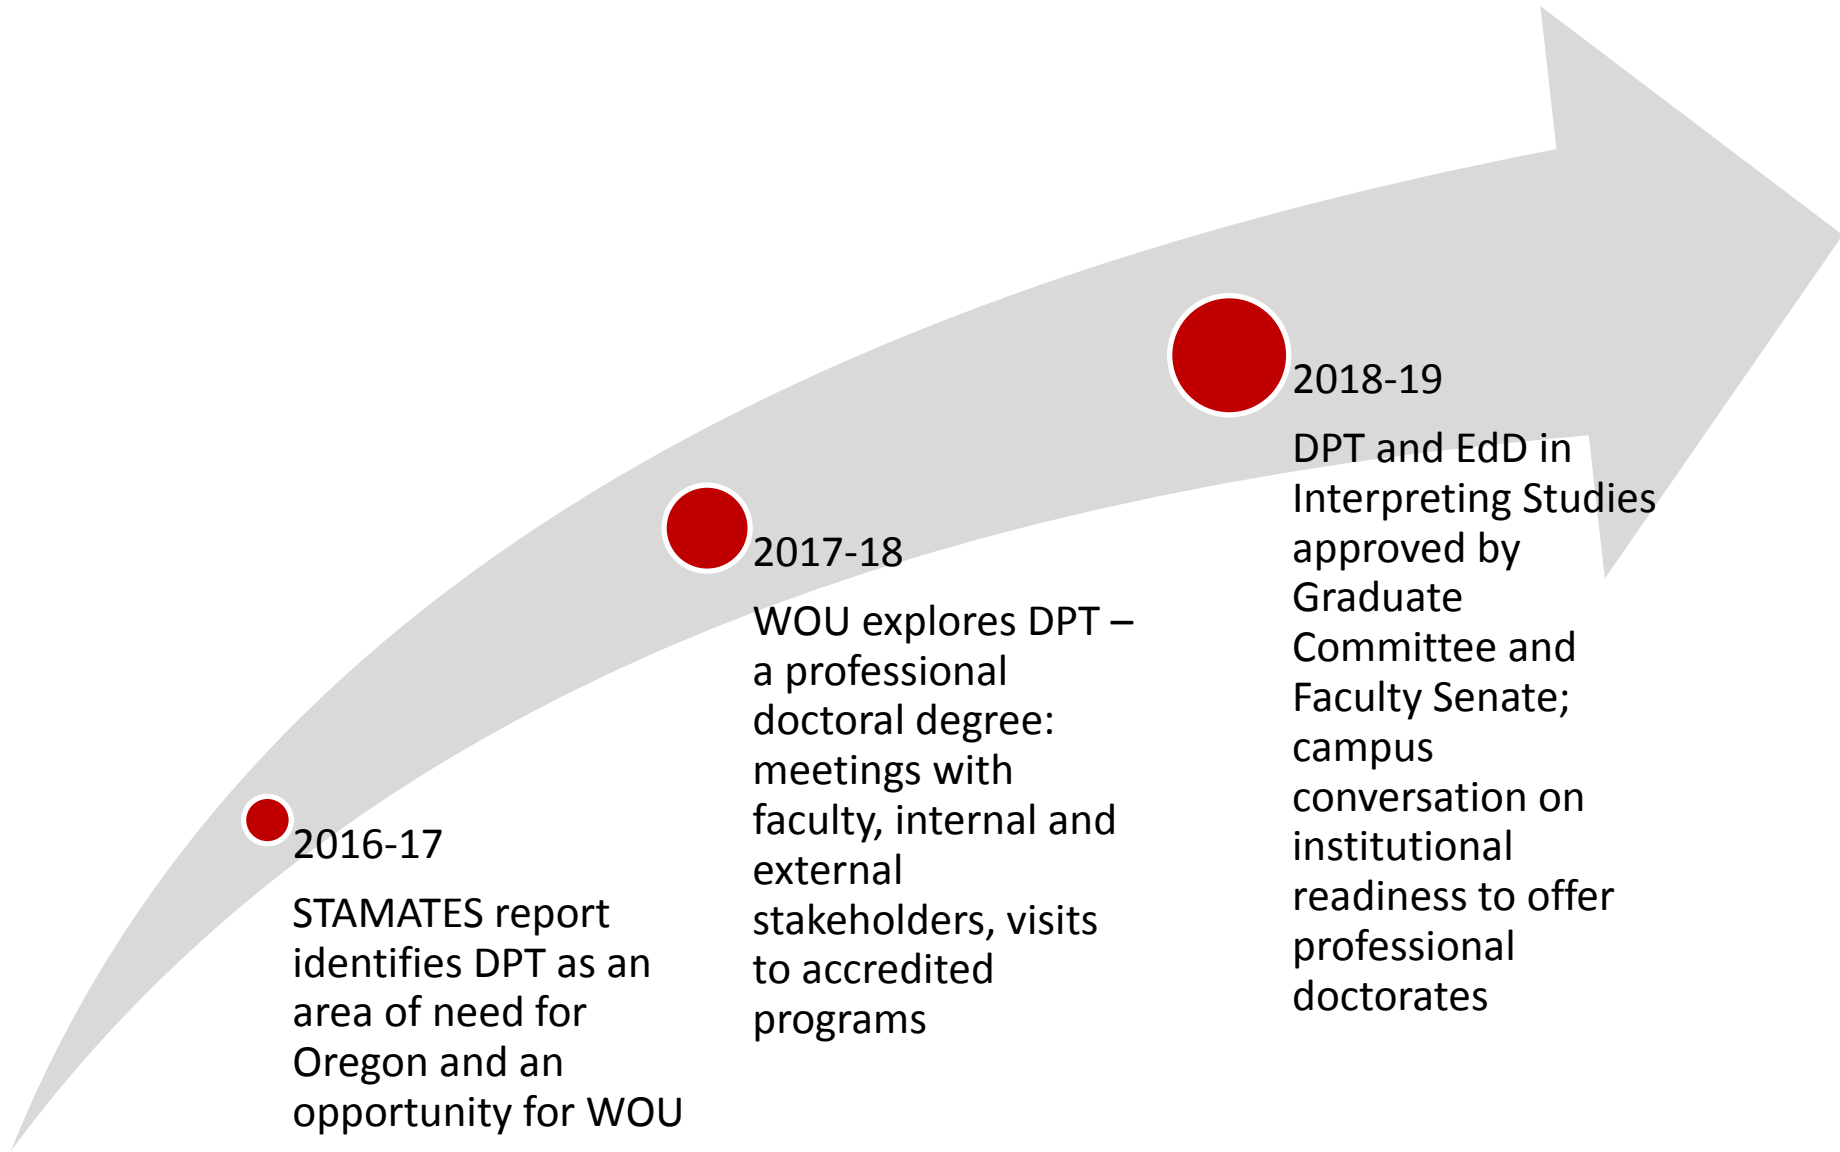 2016-17
STAMATES report
identifies DPT as an
area of need for
Oregon and an
opportunity for WOU
2017-18
WOU explores DPT –
a professional
doctoral degree:
meetings with
faculty, internal and
external
stakeholders, visits
to accredited
programs
2018-19
DPT and EdD in
Interpreting Studies
approved by
Graduate
Committee and
Faculty Senate;
campus
conversation on
institutional
readiness to offer
professional
doctorates